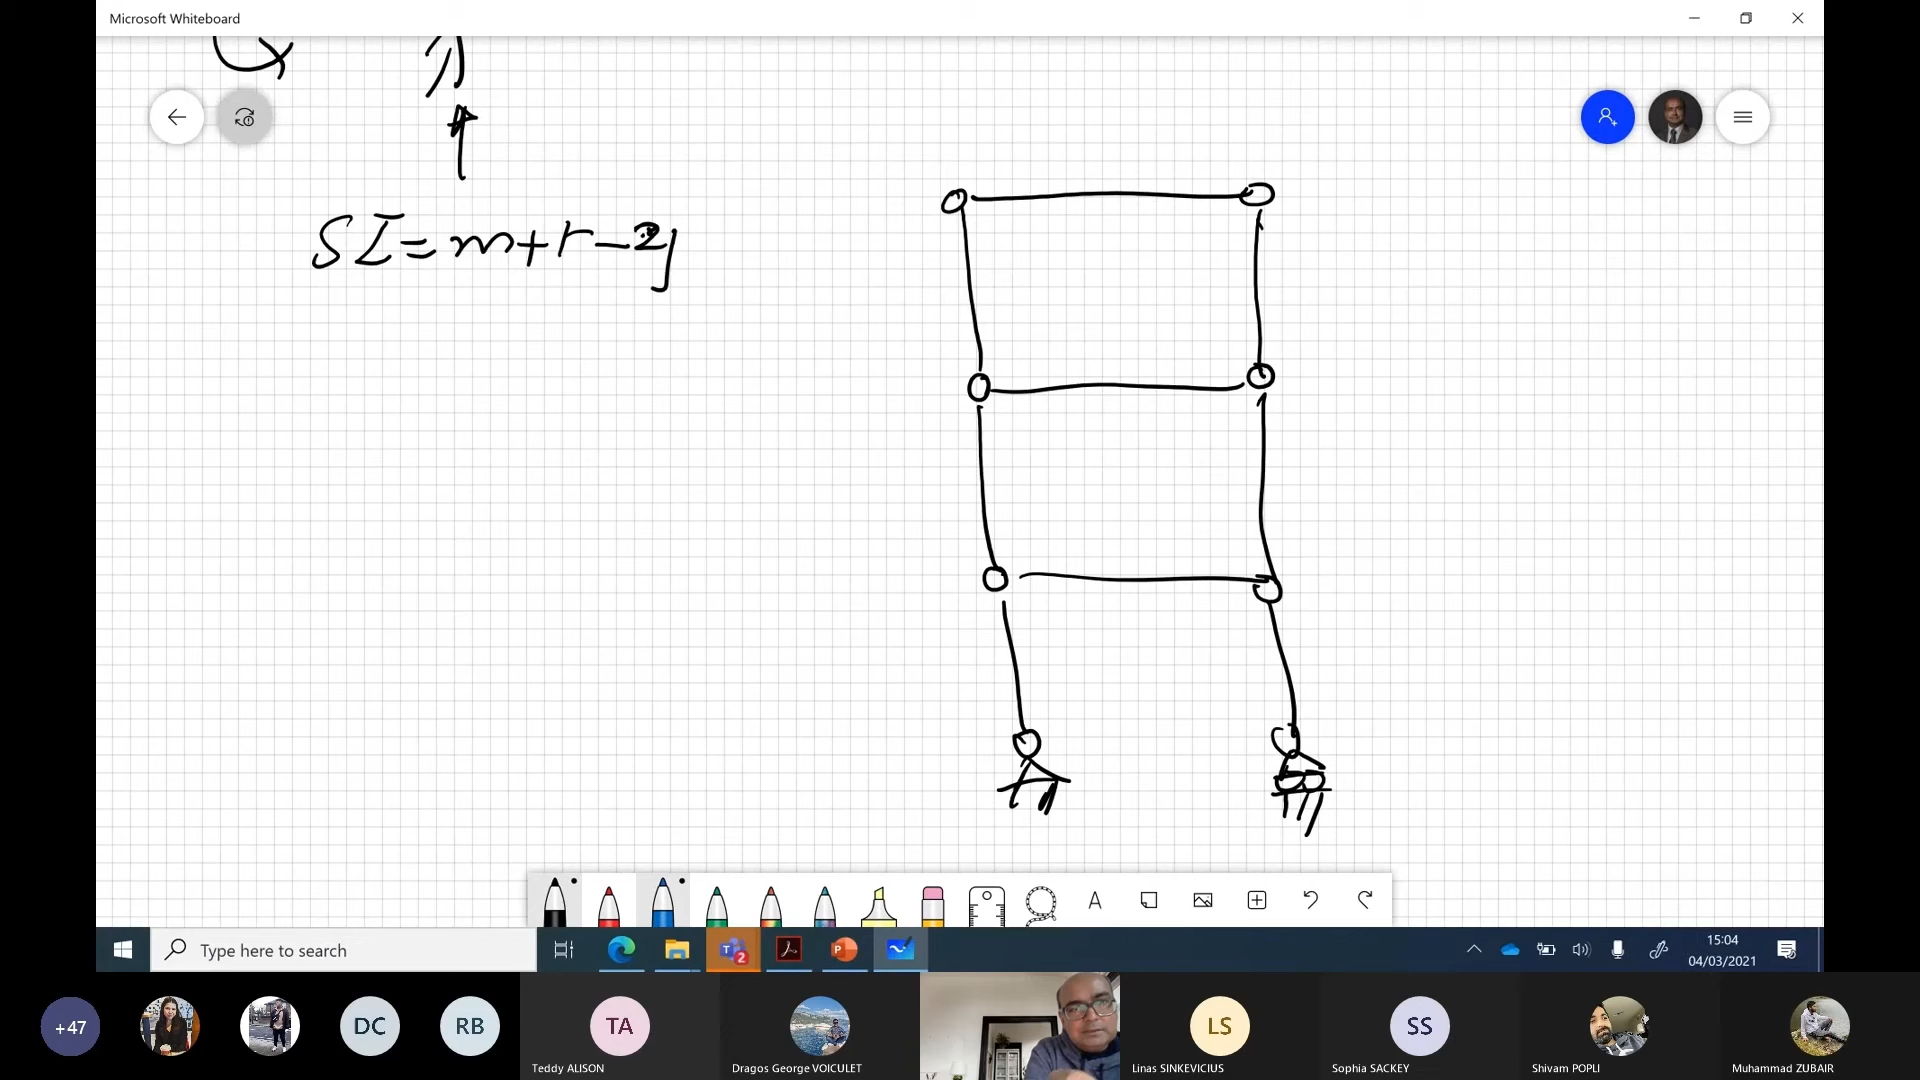 Microsoft Whiteboard
SI = m + r - 2j
A
Type here to search
T
2
P
15:04
04/03/2021
+47
DC
RB
TA
LS
SS
Teddy ALISON
Dragos George VOICULET
Linas SINKEVICIUS
Sophia SACKEY
Shivam POPLI
Muhammad ZUBAIR